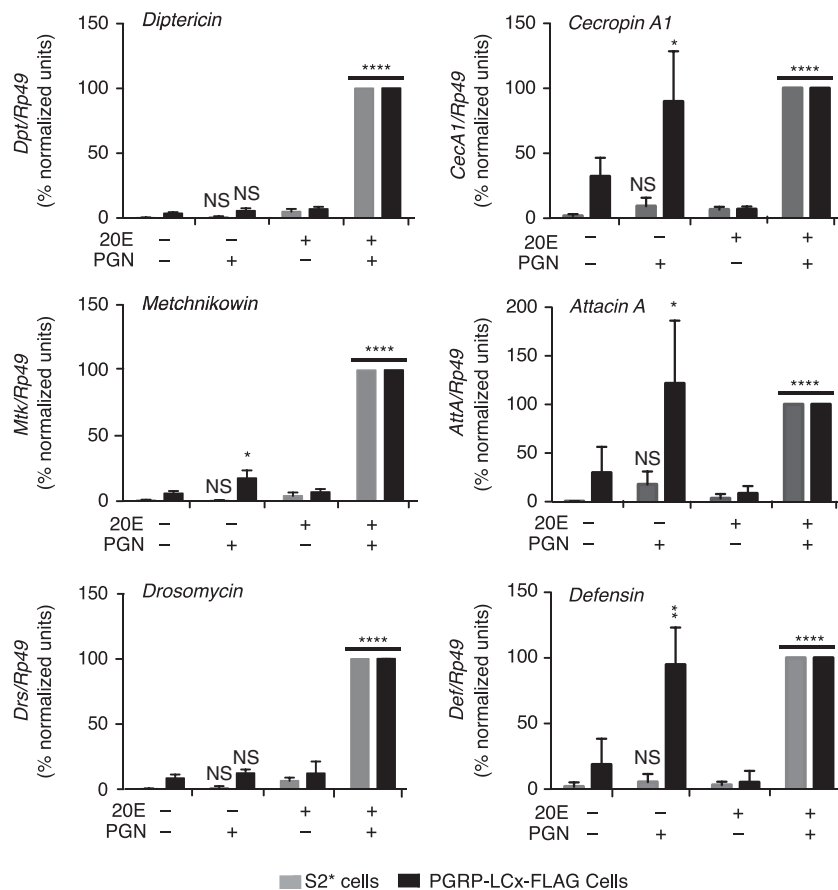 Diptericin
Dpt/Rp49
(% normalized units)
150
100
50
0
NS
NS
****
20E – – + +
PGN – + – +
Cecropin A1
CecA1/Rp49
(% normalized units)
150
100
50
0
NS
*
****
20E – – + +
PGN – + – +
Metchnikowin
Mtk/Rp49
(% normalized units)
150
100
50
0
NS
*
****
20E – – + +
PGN – + – +
Attacin A
AttA/Rp49
(% normalized units)
200
150
100
50
0
NS
*
****
20E – – + +
PGN – + – +
Drosomycin
Drs/Rp49
(% normalized units)
150
100
50
0
NS
NS
****
20E – – + +
PGN – + – +
Defensin
Def/Rp49
(% normalized units)
150
100
50
0
NS
**
****
20E – – + +
PGN – + – +
S2* cells PGRP-LCx-FLAG Cells